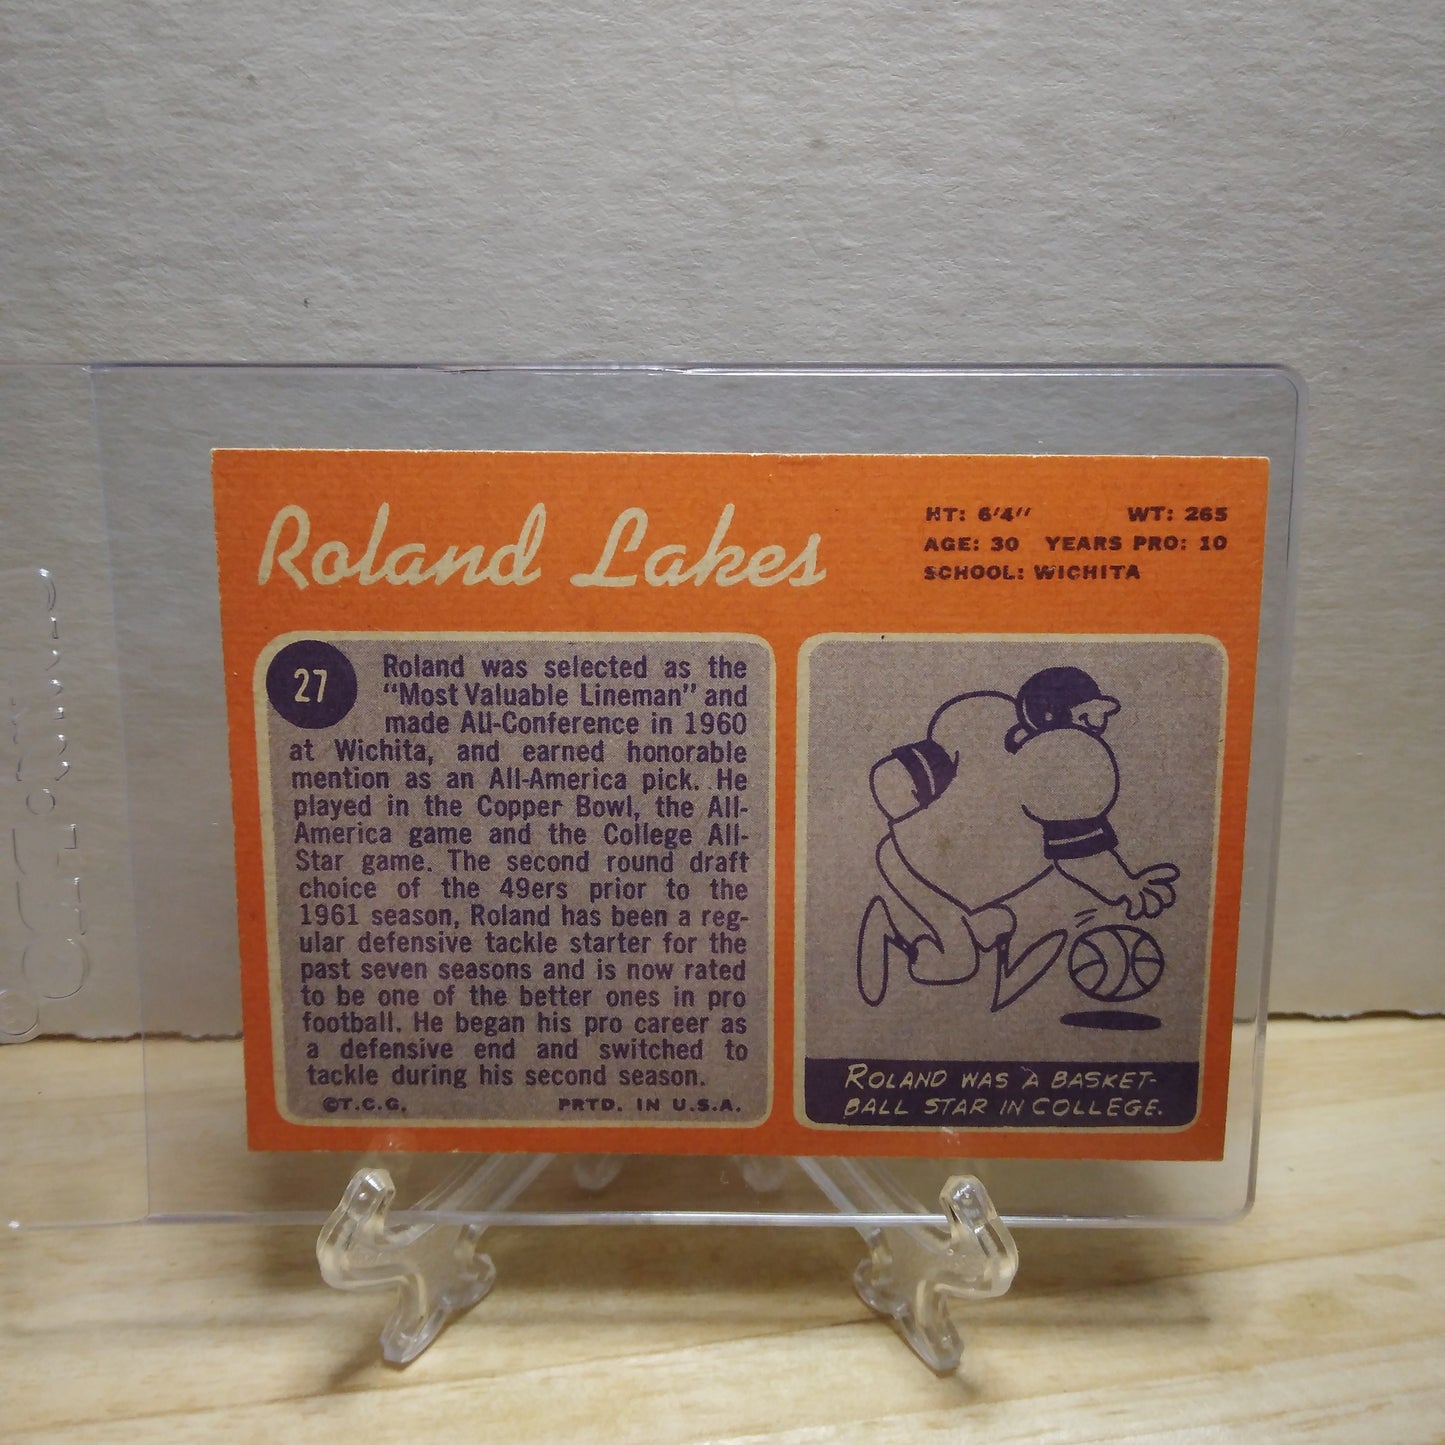 Roland Lakes
HT: 6'4" WT: 265
AGE: 30 YEARS PRO: 10
SCHOOL: WICHITA
27
Roland was selected as the
"Most Valuable Lineman" and
made All-Conference in 1960
at Wichita, and earned honorable
mention as an All-America pick. He
played in the Copper Bowl, the All-
America game and the College All-
Star game. The second round draft
choice of the 49ers prior to the
1961 season, Roland has been a reg-
ular defensive tackle starter for the
past seven seasons and is now rated
to be one of the better ones in pro
football. He began his pro career as
a defensive end and switched to
tackle during his second season.
©T.C.G. PRTD. IN U.S.A.
ROLAND WAS A BASKET-
BALL STAR IN COLLEGE.